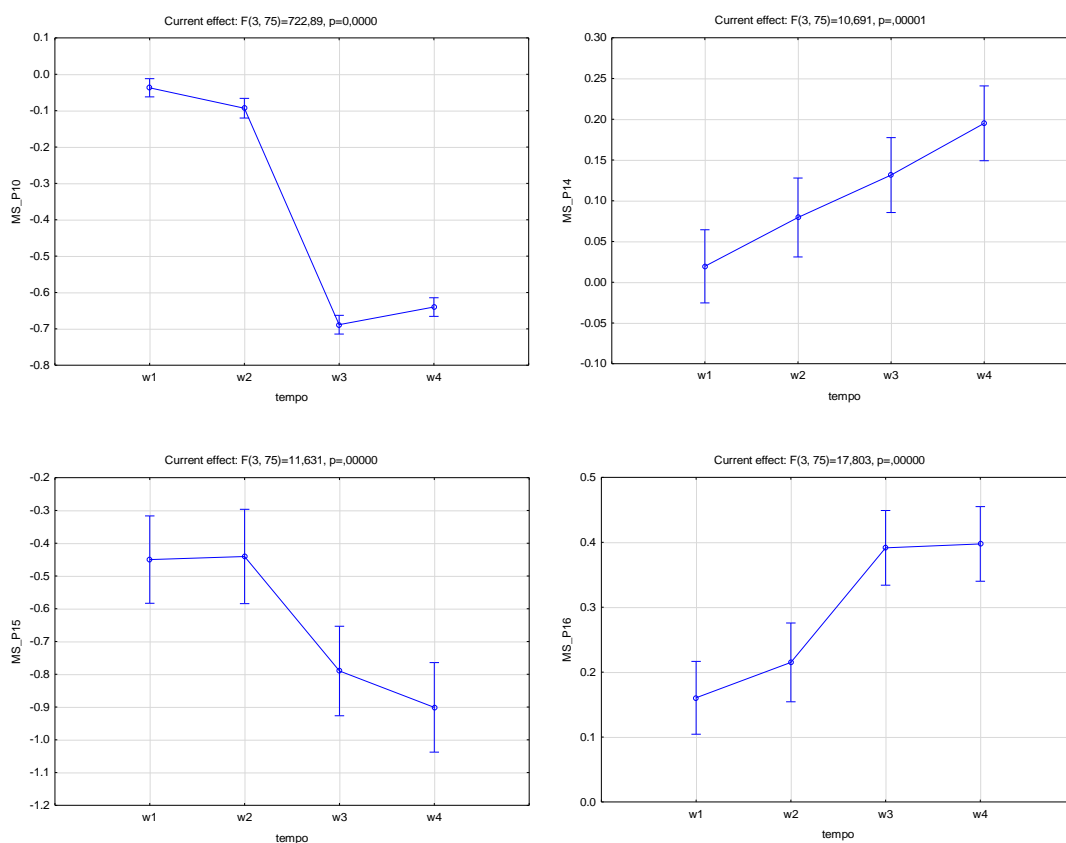 Current effect: F(3, 75)=722,89, p=0,0000
0.1
0.0
-0.1
-0.2
-0.3
-0.4
-0.5
-0.6
-0.7
-0.8
MS_P10
w1 w2 w3 w4
tempo
Current effect: F(3, 75)=10,691, p=,00001
0.30
0.25
0.20
0.15
0.10
0.05
0.00
-0.05
-0.10
MS_P14
w1 w2 w3 w4
tempo
Current effect: F(3, 75)=11,631, p=,00000
-0.2
-0.3
-0.4
-0.5
-0.6
-0.7
-0.8
-0.9
-1.0
-1.1
-1.2
MS_P15
w1 w2 w3 w4
tempo
Current effect: F(3, 75)=17,803, p=,00000
0.5
0.4
0.3
0.2
0.1
0.0
MS_P16
w1 w2 w3 w4
tempo